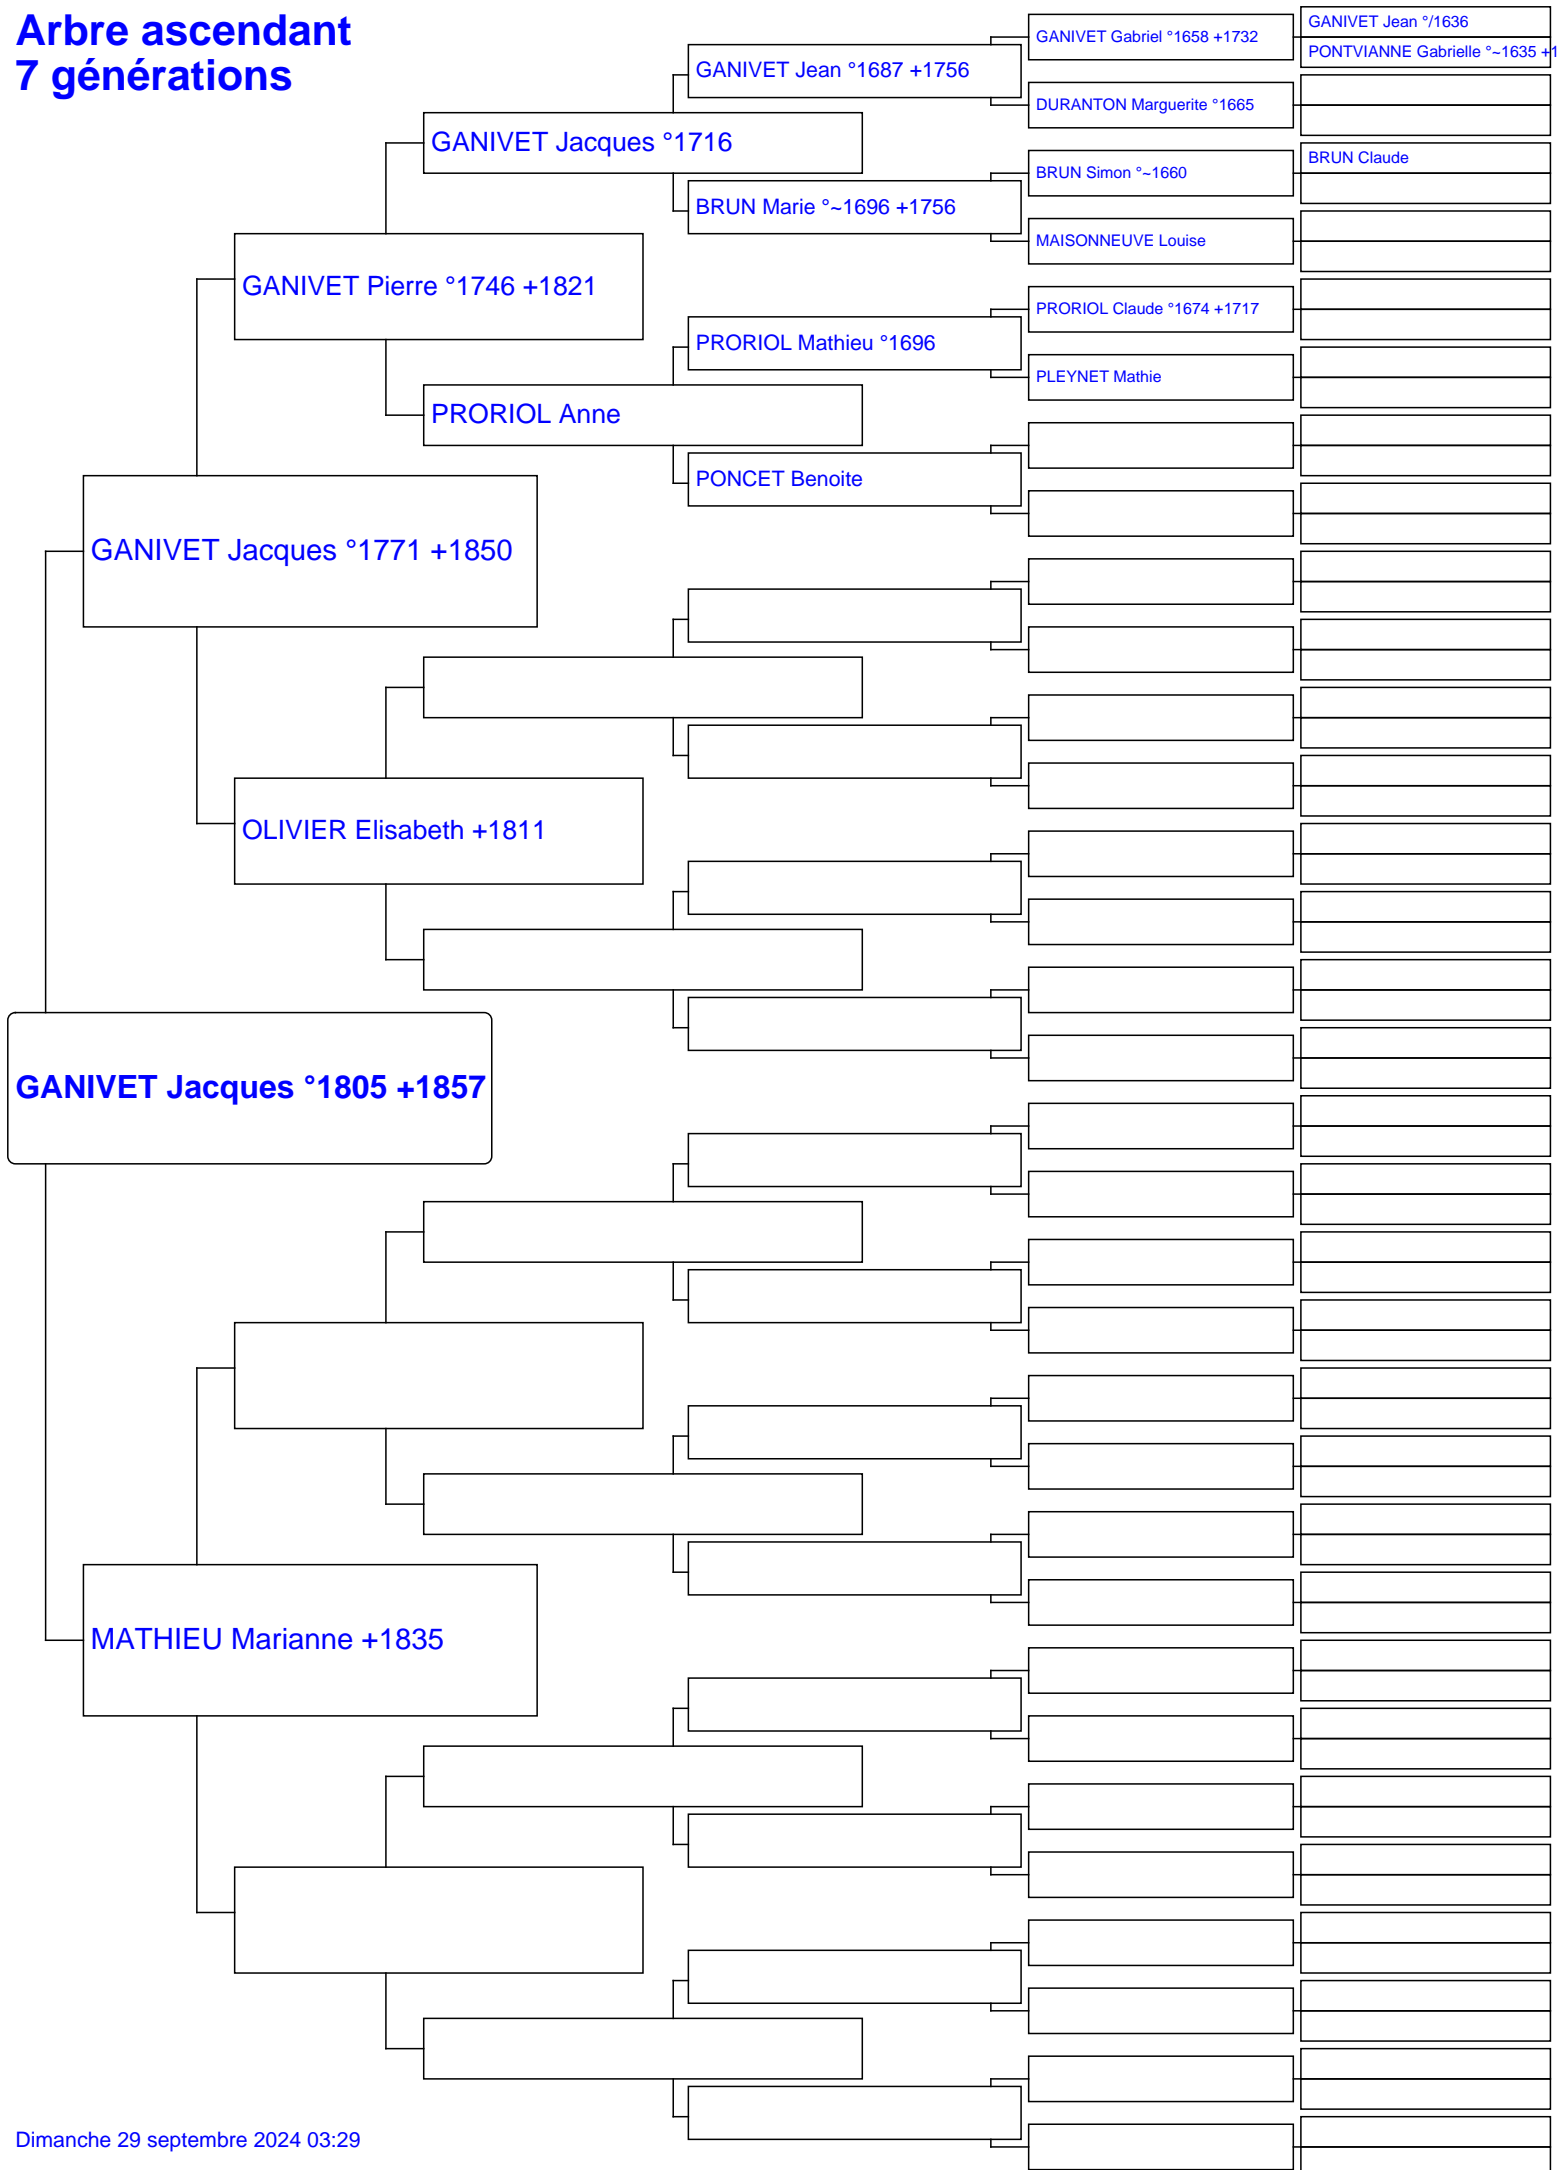 Arbre ascendant
7 générations
GANIVET Jean °/1636
PONTVIANNE Gabrielle °~1635 +1
GANIVET Gabriel °1658 +1732
GANIVET Jean °1687 +1756
DURANTON Marguerite °1665
GANIVET Jacques °1716
BRUN Claude
BRUN Simon °~1660
BRUN Marie °~1696 +1756
MAISONNEUVE Louise
GANIVET Pierre °1746 +1821
PRORIOL Claude °1674 +1717
PRORIOL Mathieu °1696
PLEYNET Mathie
PRORIOL Anne
PONCET Benoite
GANIVET Jacques °1771 +1850
OLIVIER Elisabeth +1811
GANIVET Jacques °1805 +1857
MATHIEU Marianne +1835
Dimanche 29 septembre 2024 03:29